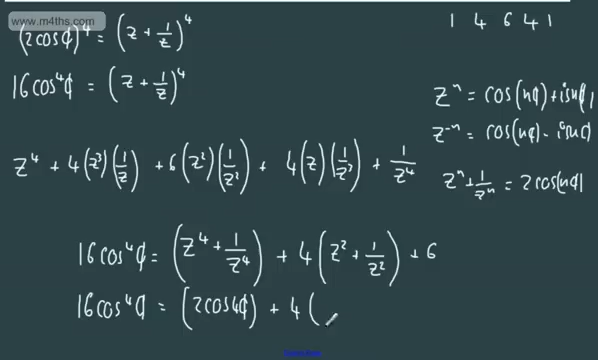 www.m4ths.com
(2cosφ)⁴ = (z + 1/z)⁴
1 4 6 4 1
16cos⁴φ = (z + 1/z)⁴
zⁿ = cos(nφ) + isin(φ)
z⁻ⁿ = cos(nφ) - isin(φ)
zⁿ + 1/zⁿ = 2cos(nφ)
z⁴ + 4(z³)(1/z) + 6(z²)(1/z²) + 4(z)(1/z³) + 1/z⁴
16cos⁴φ = (z⁴ + 1/z⁴) + 4(z² + 1/z²) + 6
16cos⁴φ = (2cos4φ) + 4(